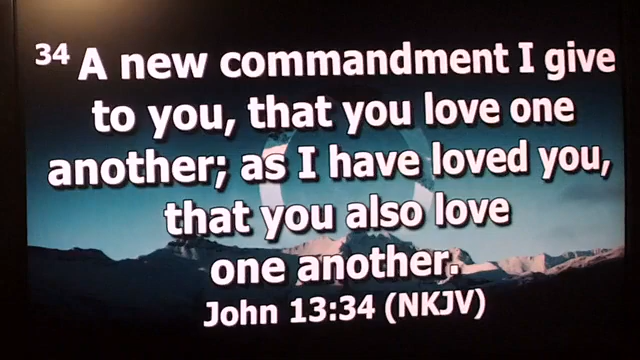 34 A new commandment I give
to you, that you love one
another; as I have loved you,
that you also love
one another.
John 13:34 (NKJV)